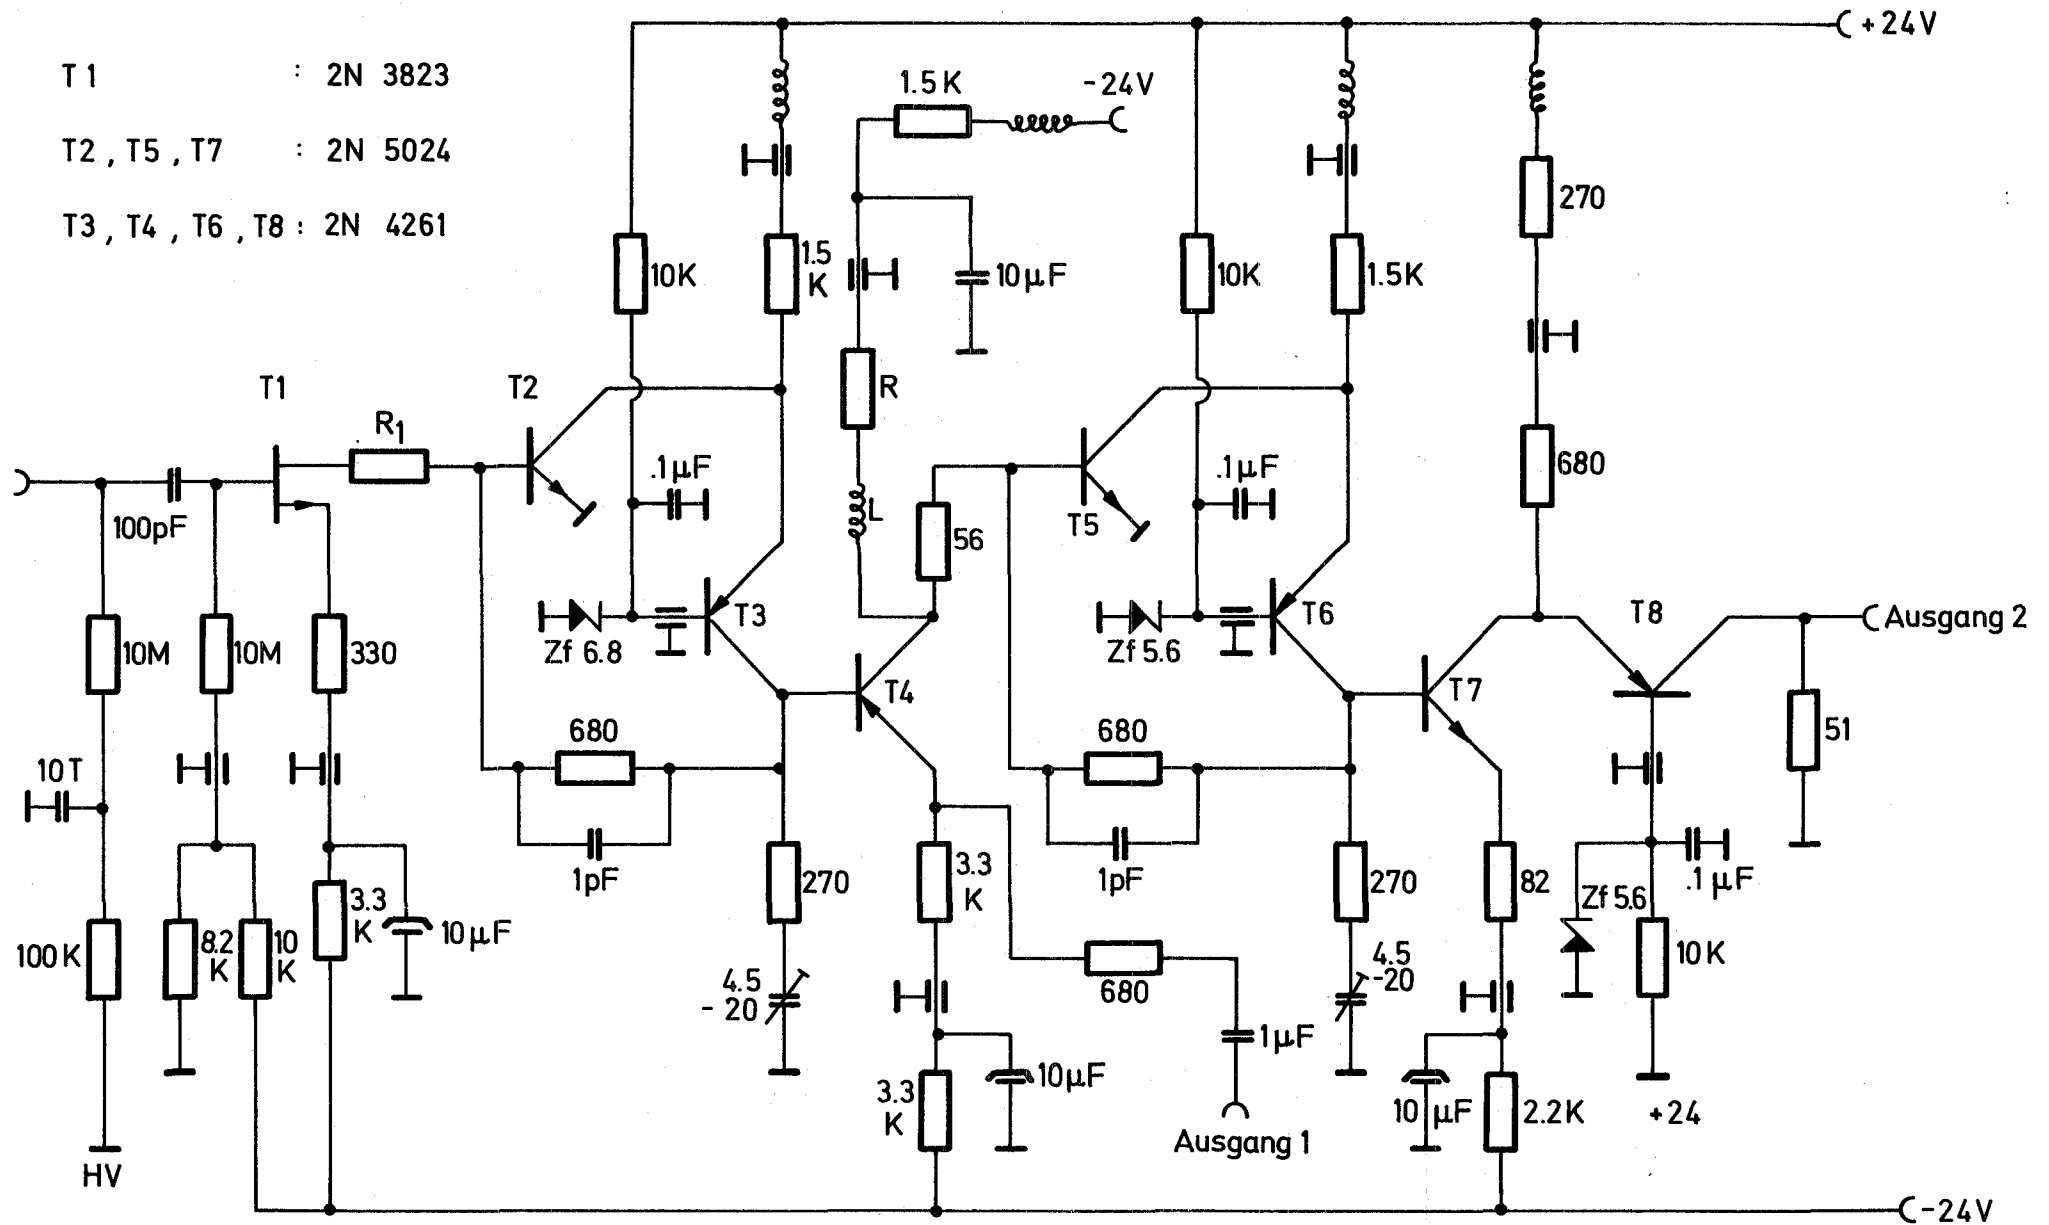 T1 : 2N 3823
T2 , T5 , T7 : 2N 5024
T3 , T4 , T6 , T8 : 2N 4261
+24V
1.5K
-24V
270
10K
1.5
K
10µF
10K
1.5K
T1
R1
T2
R
.1µF
L
56
T5
.1µF
680
100pF
Zf 6.8
T3
Zf 5.6
T6
T8
Ausgang 2
10M
10M
330
T4
T7
51
10T
680
1pF
680
1pF
270
3.3
K
270
82
Zf 5.6
.1µF
100K
8.2
K
10
K
3.3
K
10µF
4.5
-20
680
4.5
-20
10K
1µF
3.3
K
10µF
10µF
2.2K
+24
Ausgang 1
HV
-24V